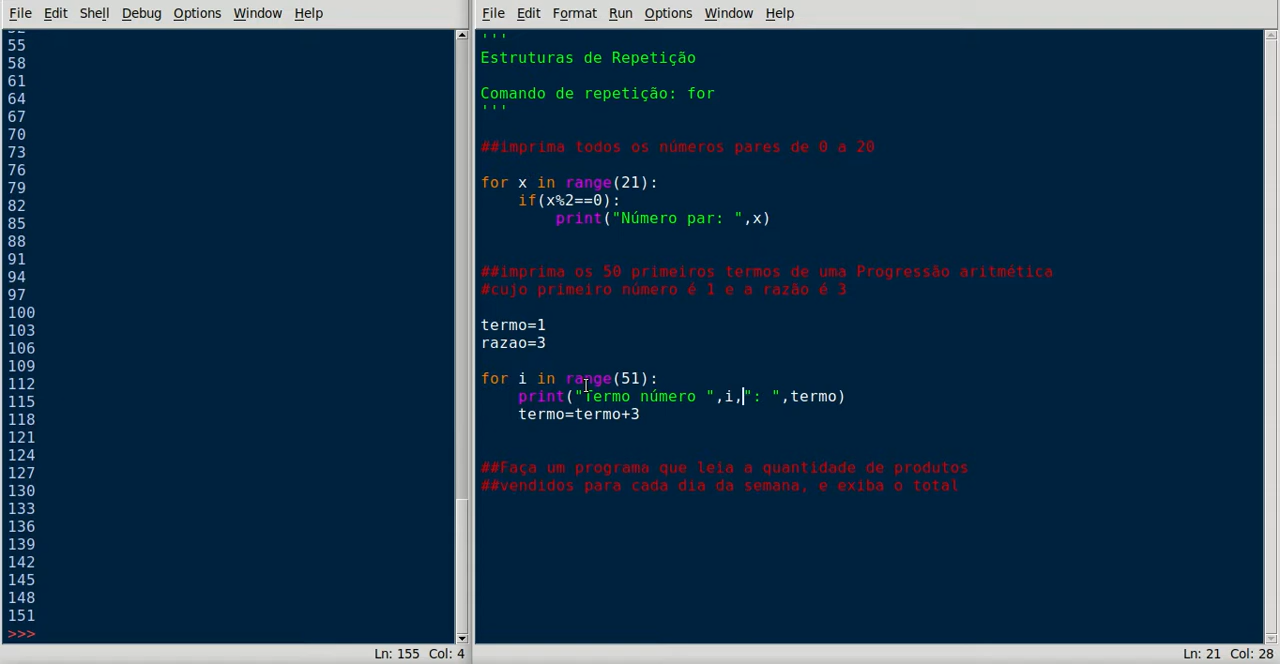 File Edit Shell Debug Options Window Help
55
58
61
64
67
70
73
76
79
82
85
88
91
94
97
100
103
106
109
112
115
118
121
124
127
130
133
136
139
142
145
148
151
>>>
Ln: 155 Col: 4
File Edit Format Run Options Window Help
'''
Estruturas de Repetição
Comando de repetição: for
'''
##imprima todos os números pares de 0 a 20
for x in range(21):
if(x%2==0):
print("Número par: ",x)
##imprima os 50 primeiros termos de uma Progressão aritmética
#cujo primeiro número é 1 e a razão é 3
termo=1
razao=3
for i in range(51):
print("Termo número ",i,": ",termo)
termo=termo+3
##Faça um programa que leia a quantidade de produtos
##vendidos para cada dia da semana, e exiba o total
Ln: 21 Col: 28